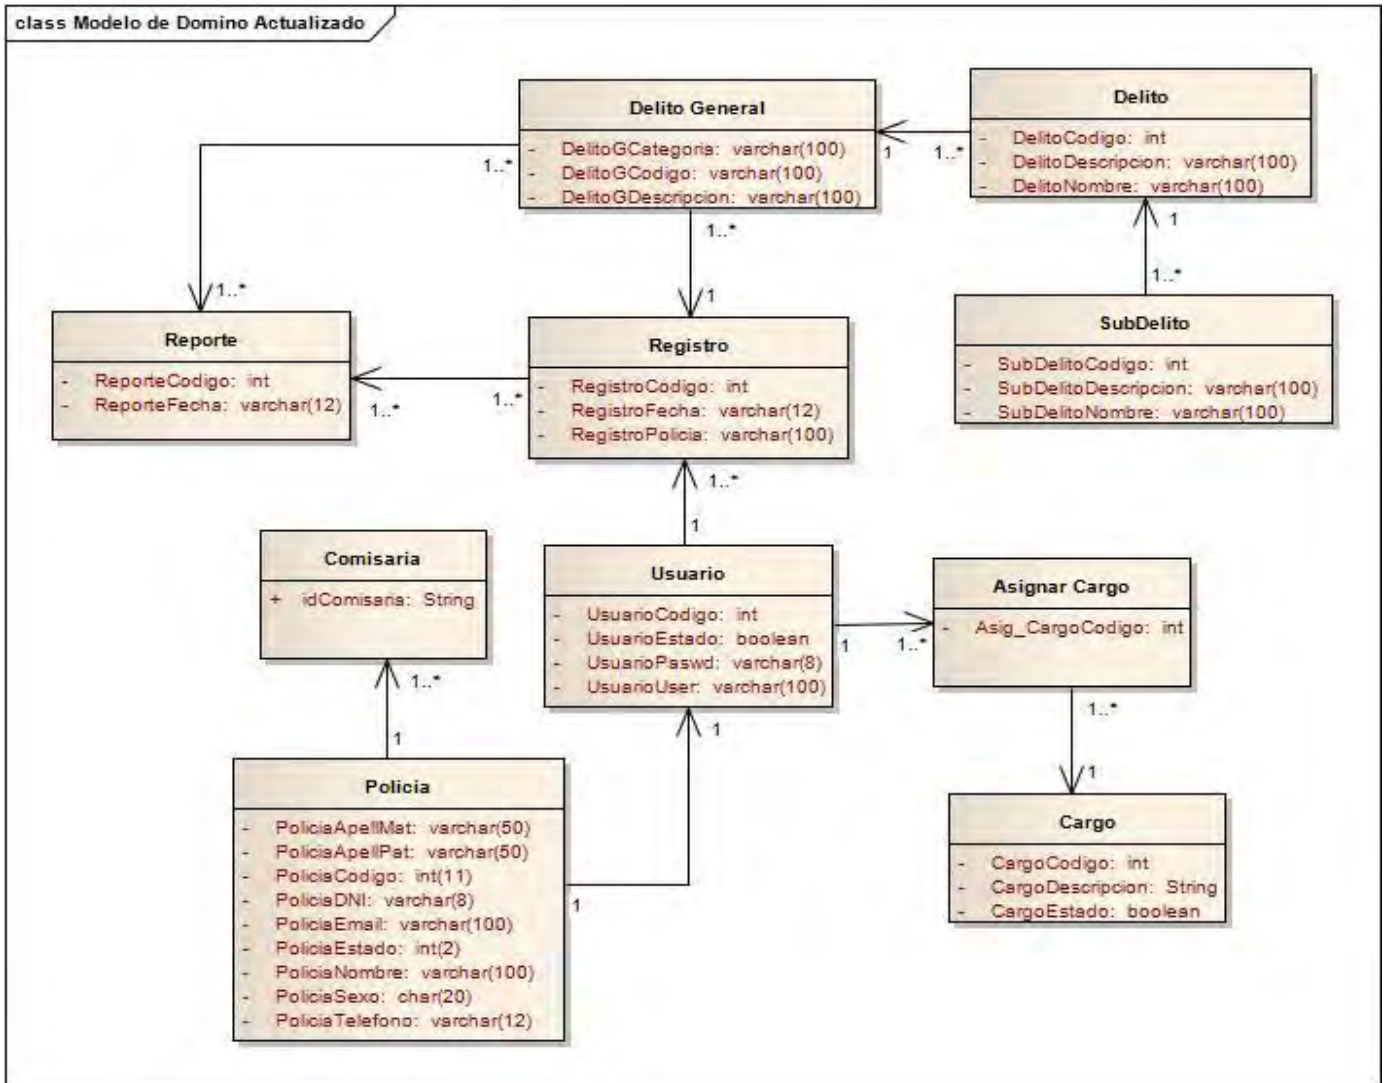 class Modelo de Domino Actualizado
Delito General
- DelitoGCategoria: varchar(100)
- DelitoGCodigo: varchar(100)
- DelitoGDescripcion: varchar(100)
Delito
- DelitoCodigo: int
- DelitoDescripcion: varchar(100)
- DelitoNombre: varchar(100)
1
1..*
1..*
1..*
1
1..*
1..*
1
SubDelito
- SubDelitoCodigo: int
- SubDelitoDescripcion: varchar(100)
- SubDelitoNombre: varchar(100)
Reporte
- ReporteCodigo: int
- ReporteFecha: varchar(12)
Registro
- RegistroCodigo: int
- RegistroFecha: varchar(12)
- RegistroPolicia: varchar(100)
1..*
1..*
1..*
1
Comisaria
+ idComisaria: String
Usuario
- UsuarioCodigo: int
- UsuarioEstado: boolean
- UsuarioPaswd: varchar(8)
- UsuarioUser: varchar(100)
Asignar Cargo
- Asig_CargoCodigo: int
1
1..*
1..*
1
1
1..*
1
Policia
- PoliciaApellMat: varchar(50)
- PoliciaApellPat: varchar(50)
- PoliciaCodigo: int(11)
- PoliciaDNI: varchar(8)
- PoliciaEmail: varchar(100)
- PoliciaEstado: int(2)
- PoliciaNombre: varchar(100)
- PoliciaSexo: char(20)
- PoliciaTelefono: varchar(12)
1
Cargo
- CargoCodigo: int
- CargoDescripcion: String
- CargoEstado: boolean